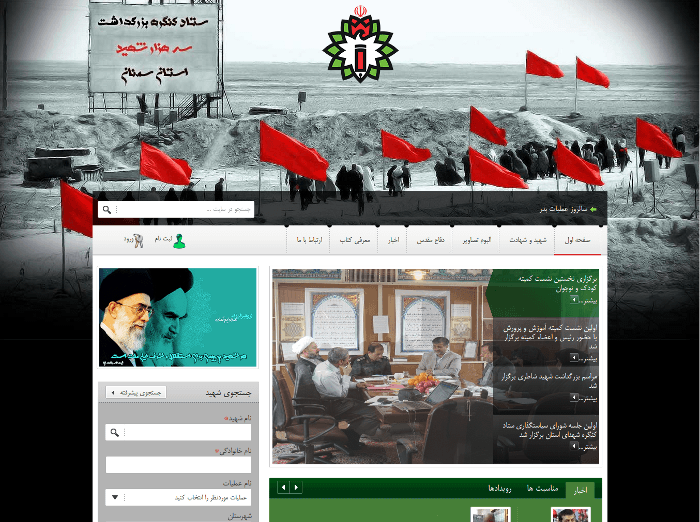 ستاد کنگره بزرگداشت
سه هزار شهید
استان سمنان
سالروز عملیات بدر
جستجو در سایت ...
صفحه اول
شهید و شهادت
آلبوم تصاویر
دفاع مقدس
اخبار
معرفی کتاب
ارتباط با ما
ثبت نام
ورود
برگزاری نخستین نشست کمیته
کودک و نوجوان
بیشتر...
اولین نشست کمیته آموزش و پرورش
با حضور رئیس و اعضاء کمیته برگزار
شد
بیشتر...
مراسم بزرگداشت شهید شاطری برگزار
شد
بیشتر...
اولین جلسه شورای سیاستگذاری ستاد
کنگره شهدای استان برگزار شد
بیشتر...
جستجوی شهید
جستجوی پیشرفته
نام شهید*
نام خانوادگی*
نام عملیات
عملیات موردنظر را انتخاب کنید
شهرستان
اخبار
مناسبت ها
رویدادها